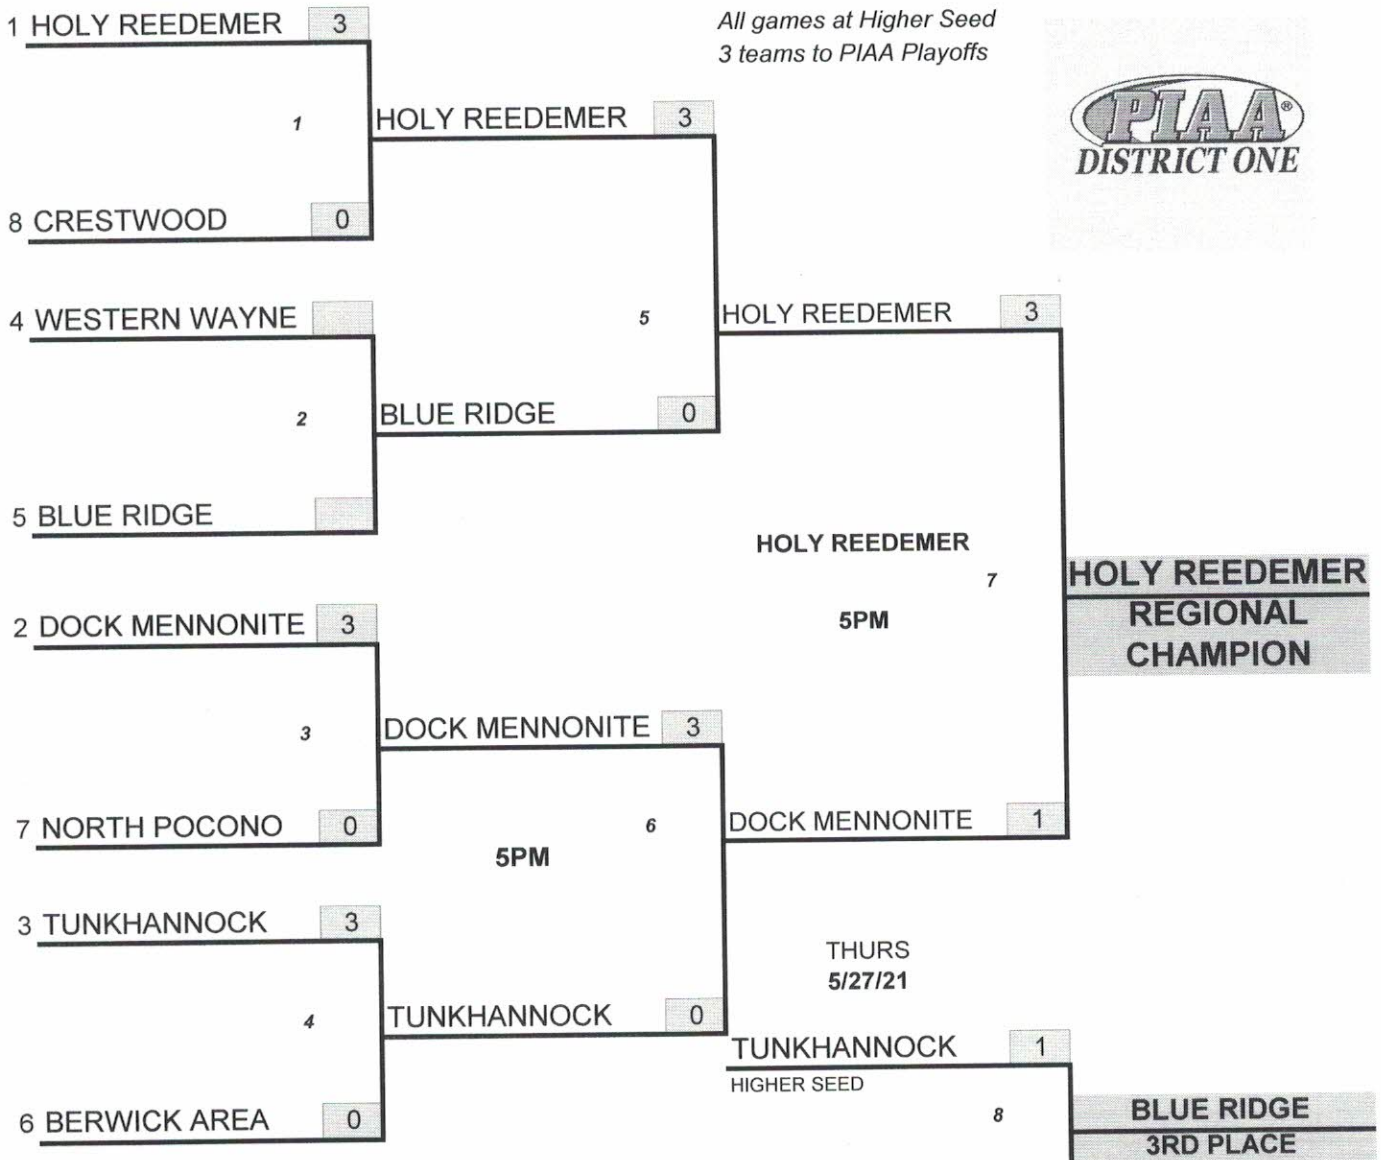 All games at Higher Seed
3 teams to PIAA Playoffs
PIAA®
DISTRICT ONE
1 HOLY REEDEMER 3
1
8 CRESTWOOD 0
HOLY REEDEMER 3
4 WESTERN WAYNE
2
5 BLUE RIDGE
BLUE RIDGE 0
5
HOLY REEDEMER 3
2 DOCK MENNONITE 3
3
7 NORTH POCONO 0
DOCK MENNONITE 3
5PM
6
3 TUNKHANNOCK 3
4
6 BERWICK AREA 0
TUNKHANNOCK 0
DOCK MENNONITE 1
HOLY REEDEMER
7
5PM
HOLY REEDEMER
REGIONAL
CHAMPION
THURS
5/27/21
TUNKHANNOCK 1
HIGHER SEED
8
BLUE RIDGE
3RD PLACE